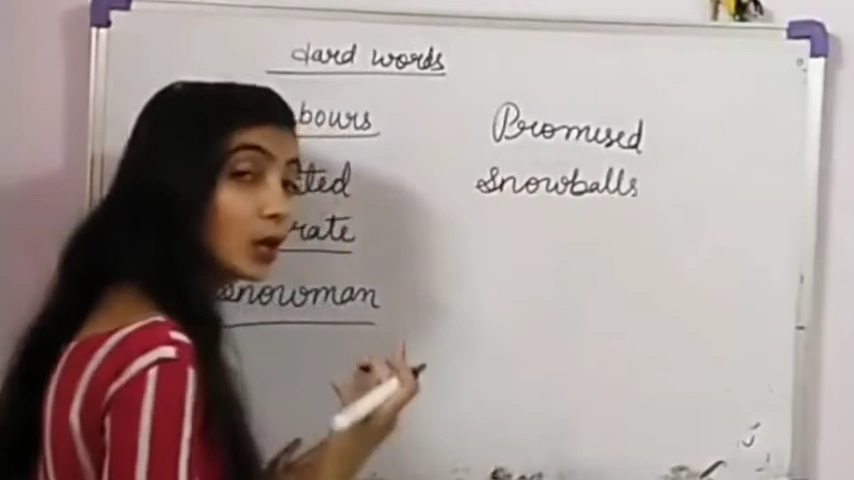 Hard words
bours
ted
rate
Snowman
Promised
Snowballs